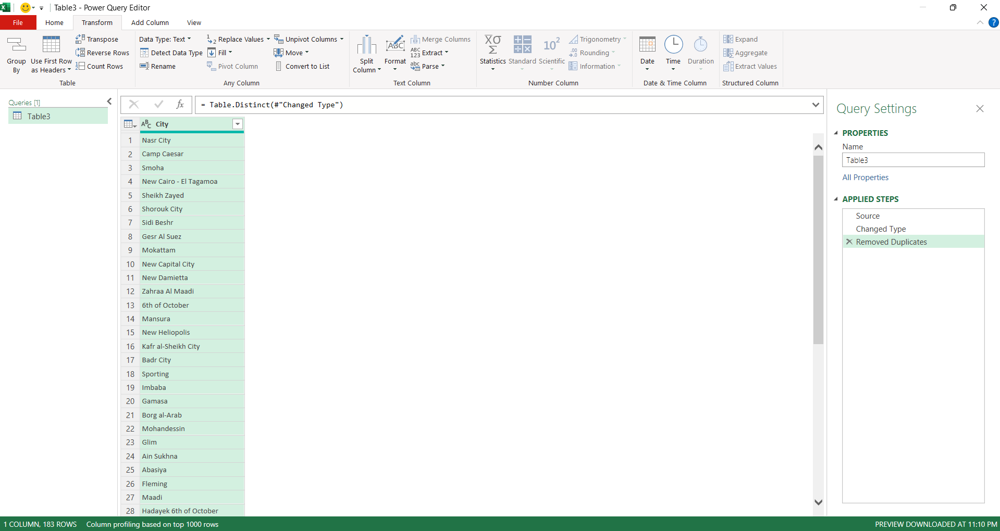 Table3 - Power Query Editor
File Home Transform Add Column View
Group By
Use First Row as Headers
Transpose
Reverse Rows
Count Rows
Table
Data Type: Text
Detect Data Type
Rename
Replace Values
Fill
Pivot Column
Unpivot Columns
Move
Convert to List
Any Column
Split Column
Format
Merge Columns
Extract
Parse
Text Column
Statistics
Standard
Scientific
Trigonometry
Rounding
Information
Number Column
Date
Time
Duration
Date & Time Column
Expand
Aggregate
Extract Values
Structured Column
Queries [1]
Table3
fx = Table.Distinct(#"Changed Type")
City
1 Nasr City
2 Camp Caesar
3 Smoha
4 New Cairo - El Tagamoa
5 Sheikh Zayed
6 Shorouk City
7 Sidi Beshr
8 Gesr Al Suez
9 Mokattam
10 New Capital City
11 New Damietta
12 Zahraa Al Maadi
13 6th of October
14 Mansura
15 New Heliopolis
16 Kafr al-Sheikh City
17 Badr City
18 Sporting
19 Imbaba
20 Gamasa
21 Borg al-Arab
22 Mohandessin
23 Glim
24 Ain Sukhna
25 Abasiya
26 Fleming
27 Maadi
28 Hadayek 6th of October
Query Settings
PROPERTIES
Name
Table3
All Properties
APPLIED STEPS
Source
Changed Type
Removed Duplicates
1 COLUMN, 183 ROWS Column profiling based on top 1000 rows
PREVIEW DOWNLOADED AT 11:10 PM